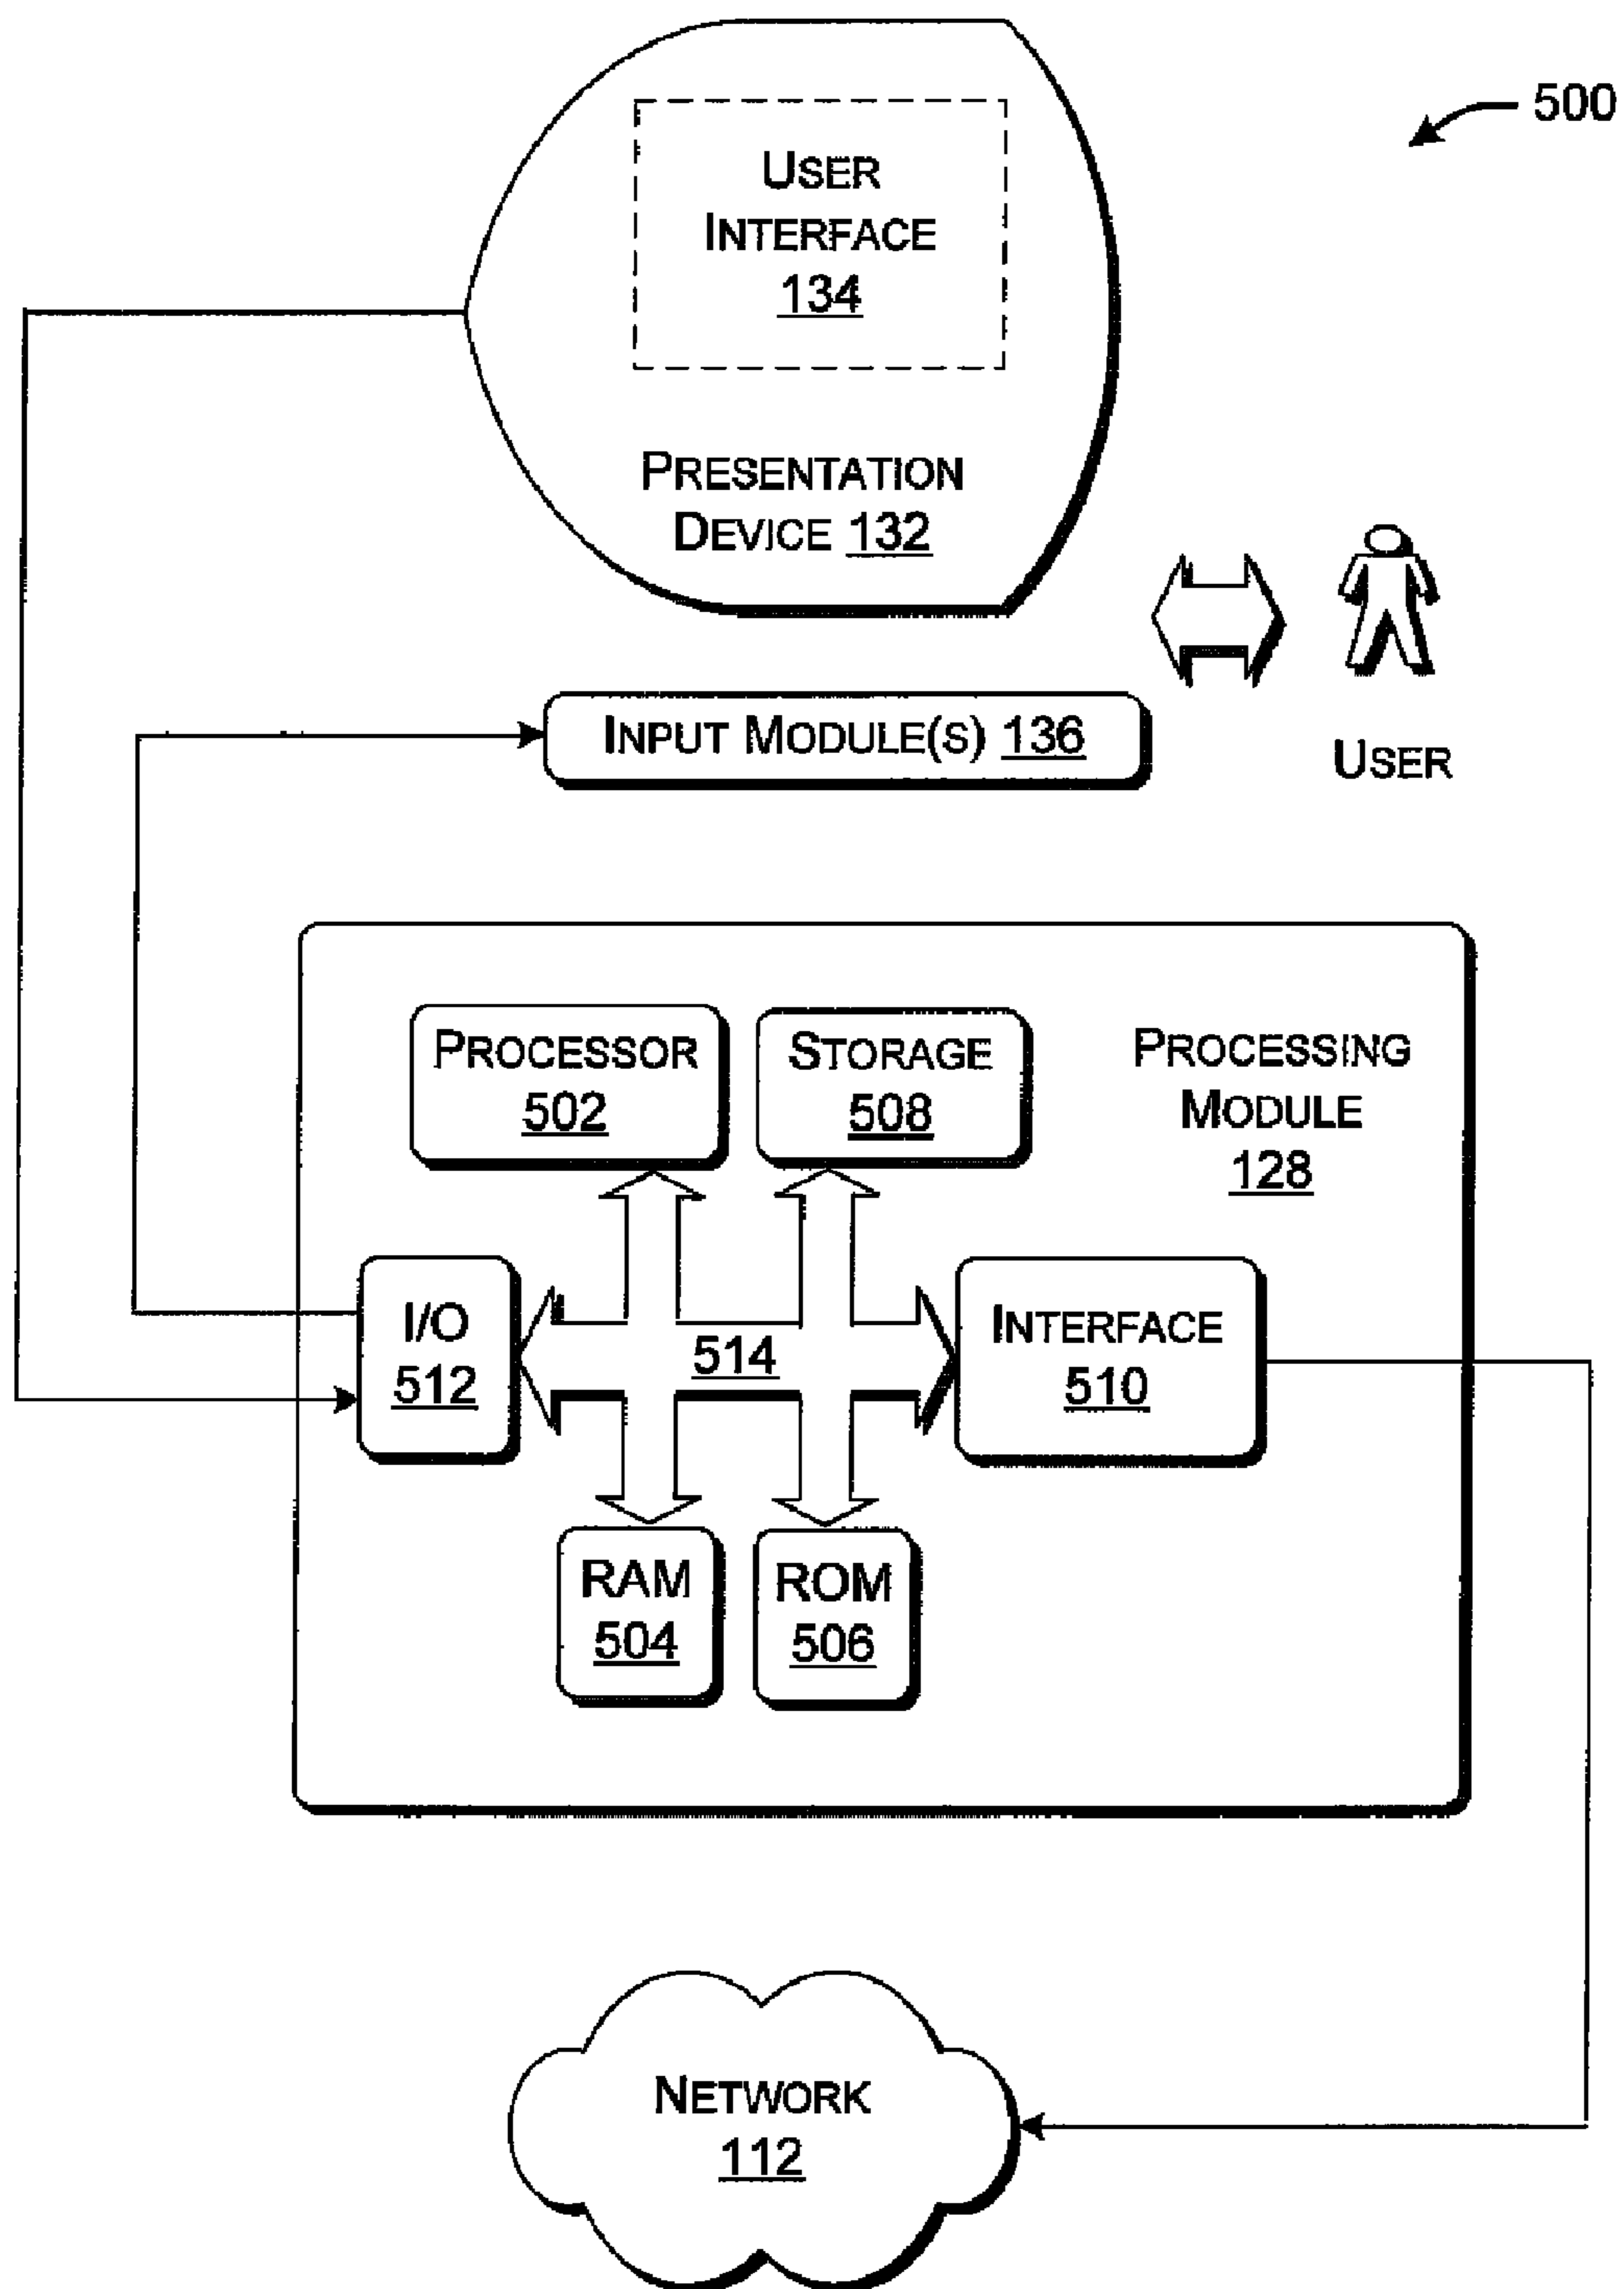 500
USER
INTERFACE
134
PRESENTATION
DEVICE 132
INPUT MODULE(S) 136
USER
PROCESSOR
502
STORAGE
508
PROCESSING
MODULE
128
I/O
512
514
INTERFACE
510
RAM
504
ROM
506
NETWORK
112